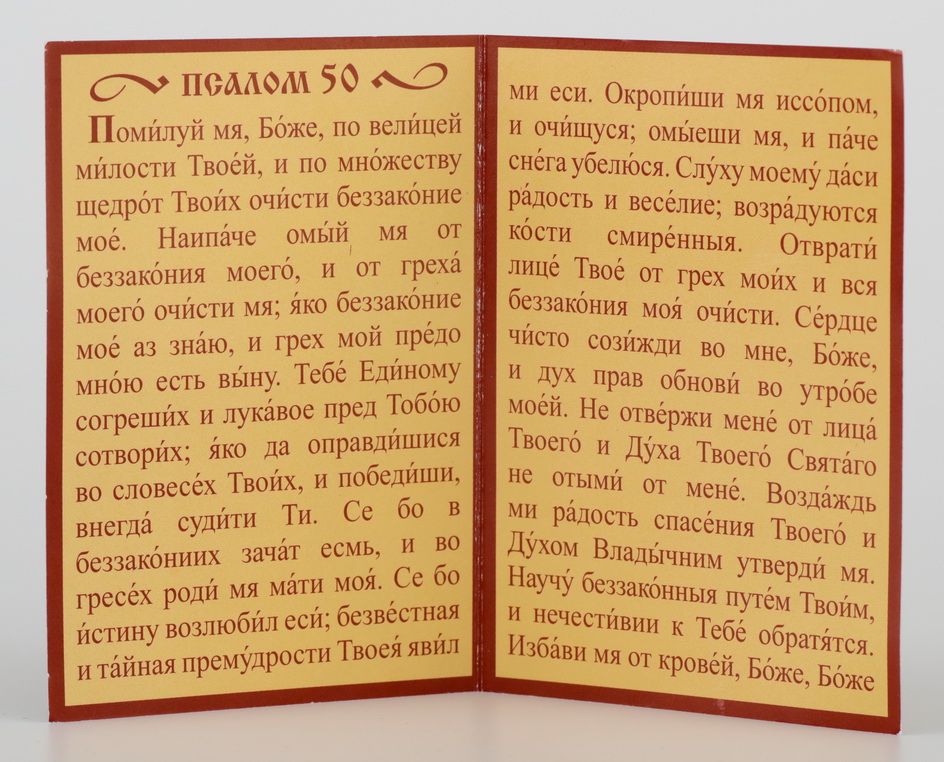 ПСАЛОМ 50
Поми́луй мя, Бо́же, по вели́цей
ми́лости Твое́й, и по мно́жеству
щедро́т Твои́х очи́сти беззако́ние
мое́. Наипа́че омы́й мя от
беззако́ния моего́, и от греха́
моего́ очи́сти мя; я́ко беззако́ние
мое́ аз зна́ю, и грех мой пре́до
мно́ю есть вы́ну. Тебе́ Еди́ному
согреши́х и лука́вое пред Тобо́ю
сотвори́х; я́ко да оправди́шися
во словесе́х Твои́х, и победи́ши,
внегда́ суди́ти Ти. Се бо в
беззако́ниих зача́т есмь, и во
гресе́х роди́ мя ма́ти моя́. Се бо
и́стину возлюби́л еси́; безве́стная
и та́йная прему́дрости Твоея́ яви́л
ми еси. Окропи́ши мя иссо́пом,
и очи́щуся; омы́еши мя, и па́че
сне́га убелю́ся. Слу́ху моему́ да́си
ра́дость и весе́лие; возра́дуются
ко́сти смире́нныя. Отврати́
лице́ Твое́ от грех мои́х и вся
беззако́ния моя́ очи́сти. Се́рдце
чи́сто сози́жди во мне, Бо́же,
и дух прав обнови́ во утро́бе
мое́й. Не отве́ржи мене́ от лица́
Твоего́ и Ду́ха Твоего́ Свята́го
не отыми́ от мене́. Возда́ждь
ми ра́дость спасе́ния Твоего́ и
Ду́хом Влады́чним утверди́ мя.
Научу́ беззако́нныя путе́м Твои́м,
и нечести́вии к Тебе́ обратя́тся.
Изба́ви мя от крове́й, Бо́же, Бо́же